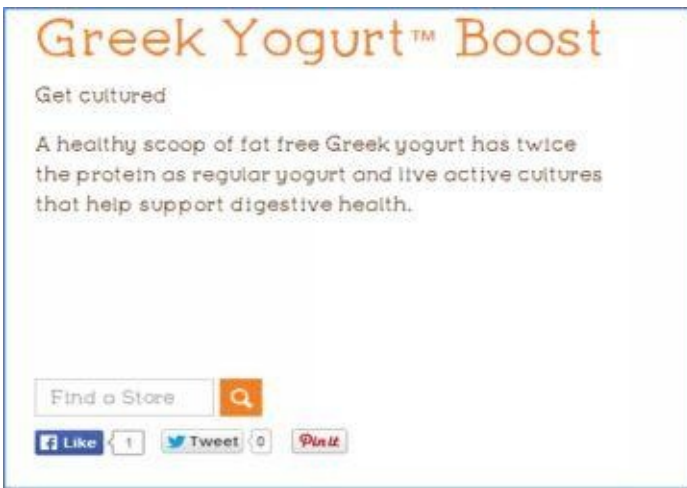 Greek Yogurt™ Boost
Get cultured
A healthy scoop of fat free Greek yogurt has twice
the protein as regular yogurt and live active cultures
that help support digestive health.
Find a Store
Like 1 Tweet 0 Pin it